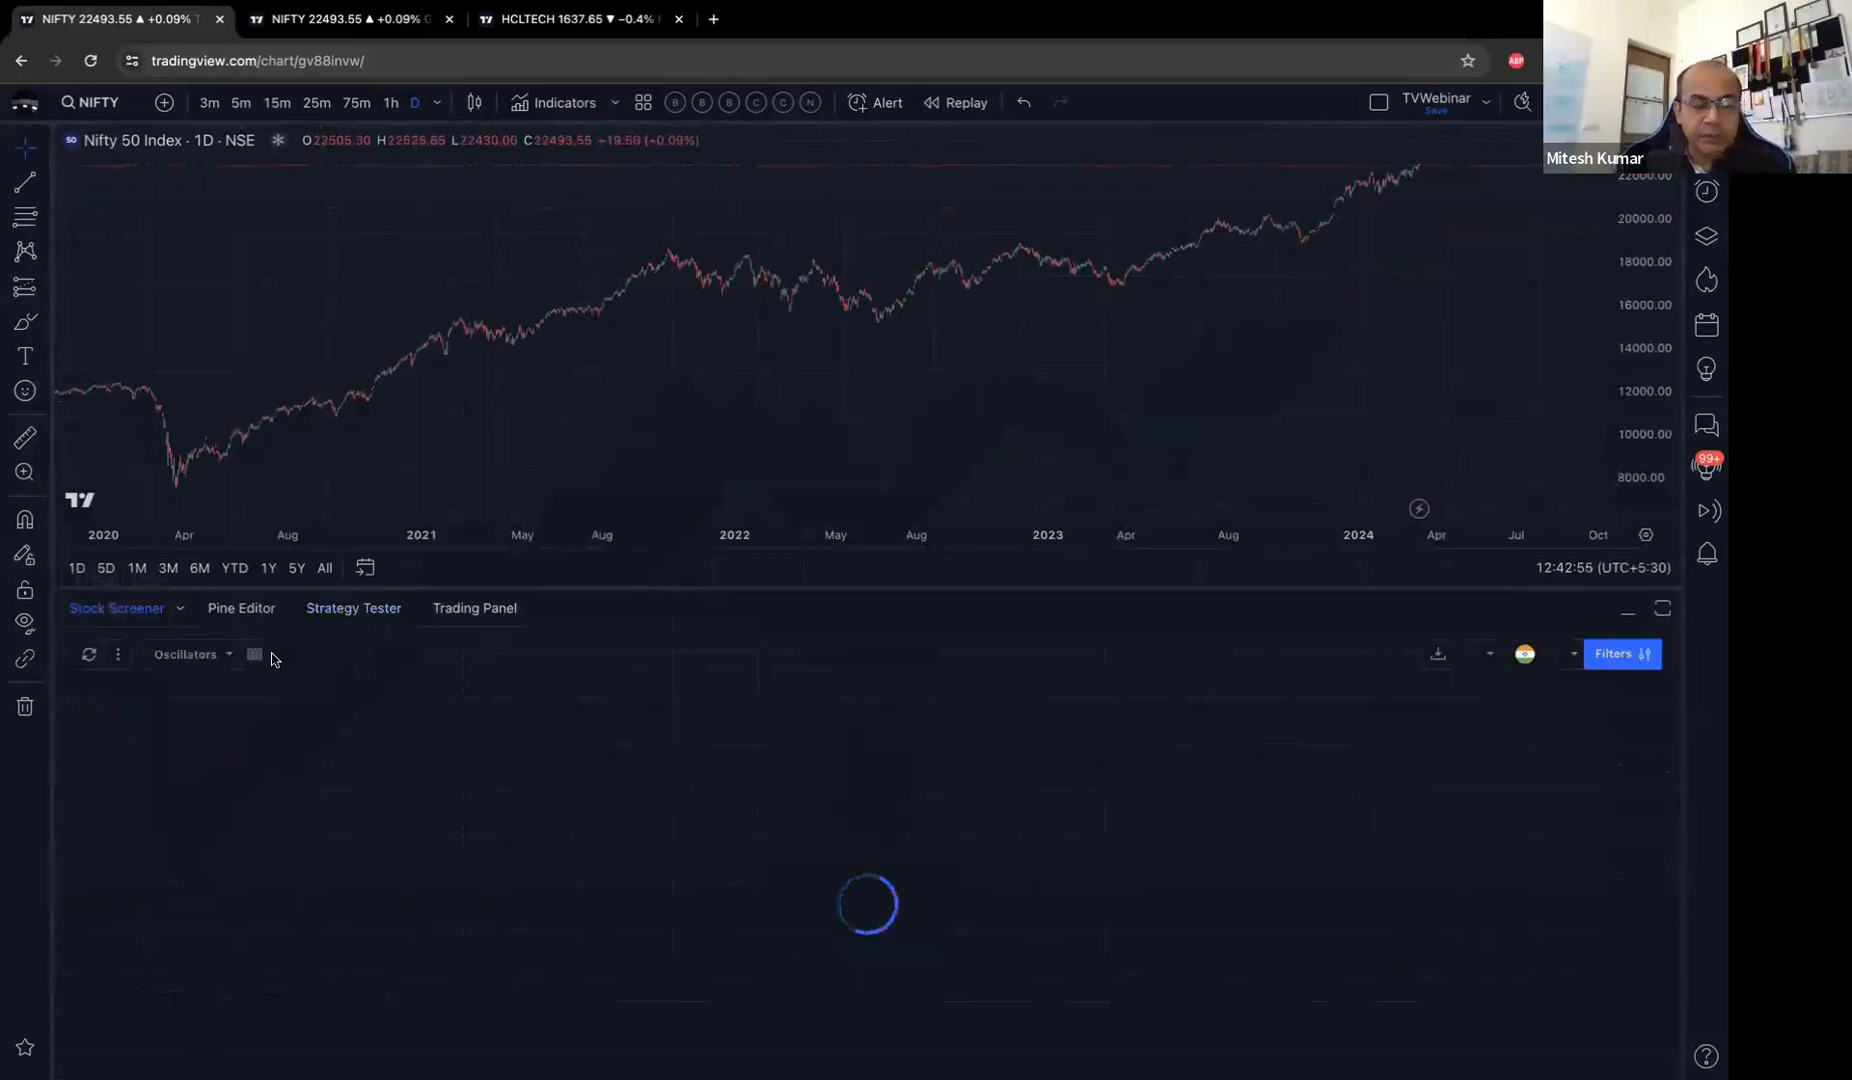 NIFTY 22493.55 ▲ +0.09%
NIFTY 22493.55 ▲ +0.09%
HCLTECH 1637.65 ▼ −0.4%
tradingview.com/chart/gv88invw/
ABP
NIFTY
3m 5m 15m 25m 75m 1h D
Indicators
B B B C C N
Alert
Replay
TVWebinar
Save
Mitesh Kumar
50 Nifty 50 Index · 1D · NSE
O22505.30 H22525.65 L22430.00 C22493.55 +19.50 (+0.09%)
22000.00
20000.00
18000.00
16000.00
14000.00
12000.00
10000.00
8000.00
99+
2020 Apr Aug 2021 May Aug 2022 May Aug 2023 Apr Aug 2024 Apr Jul Oct
1D 5D 1M 3M 6M YTD 1Y 5Y All
12:42:55 (UTC+5:30)
Stock Screener
Pine Editor
Strategy Tester
Trading Panel
Oscillators
Filters